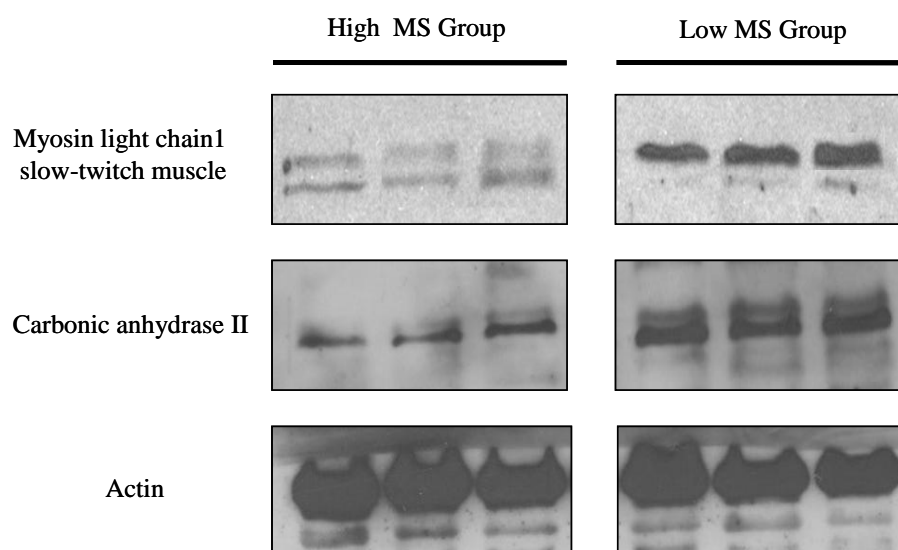 High MS Group
Low MS Group
Myosin light chain1
slow-twitch muscle
Carbonic anhydrase II
Actin